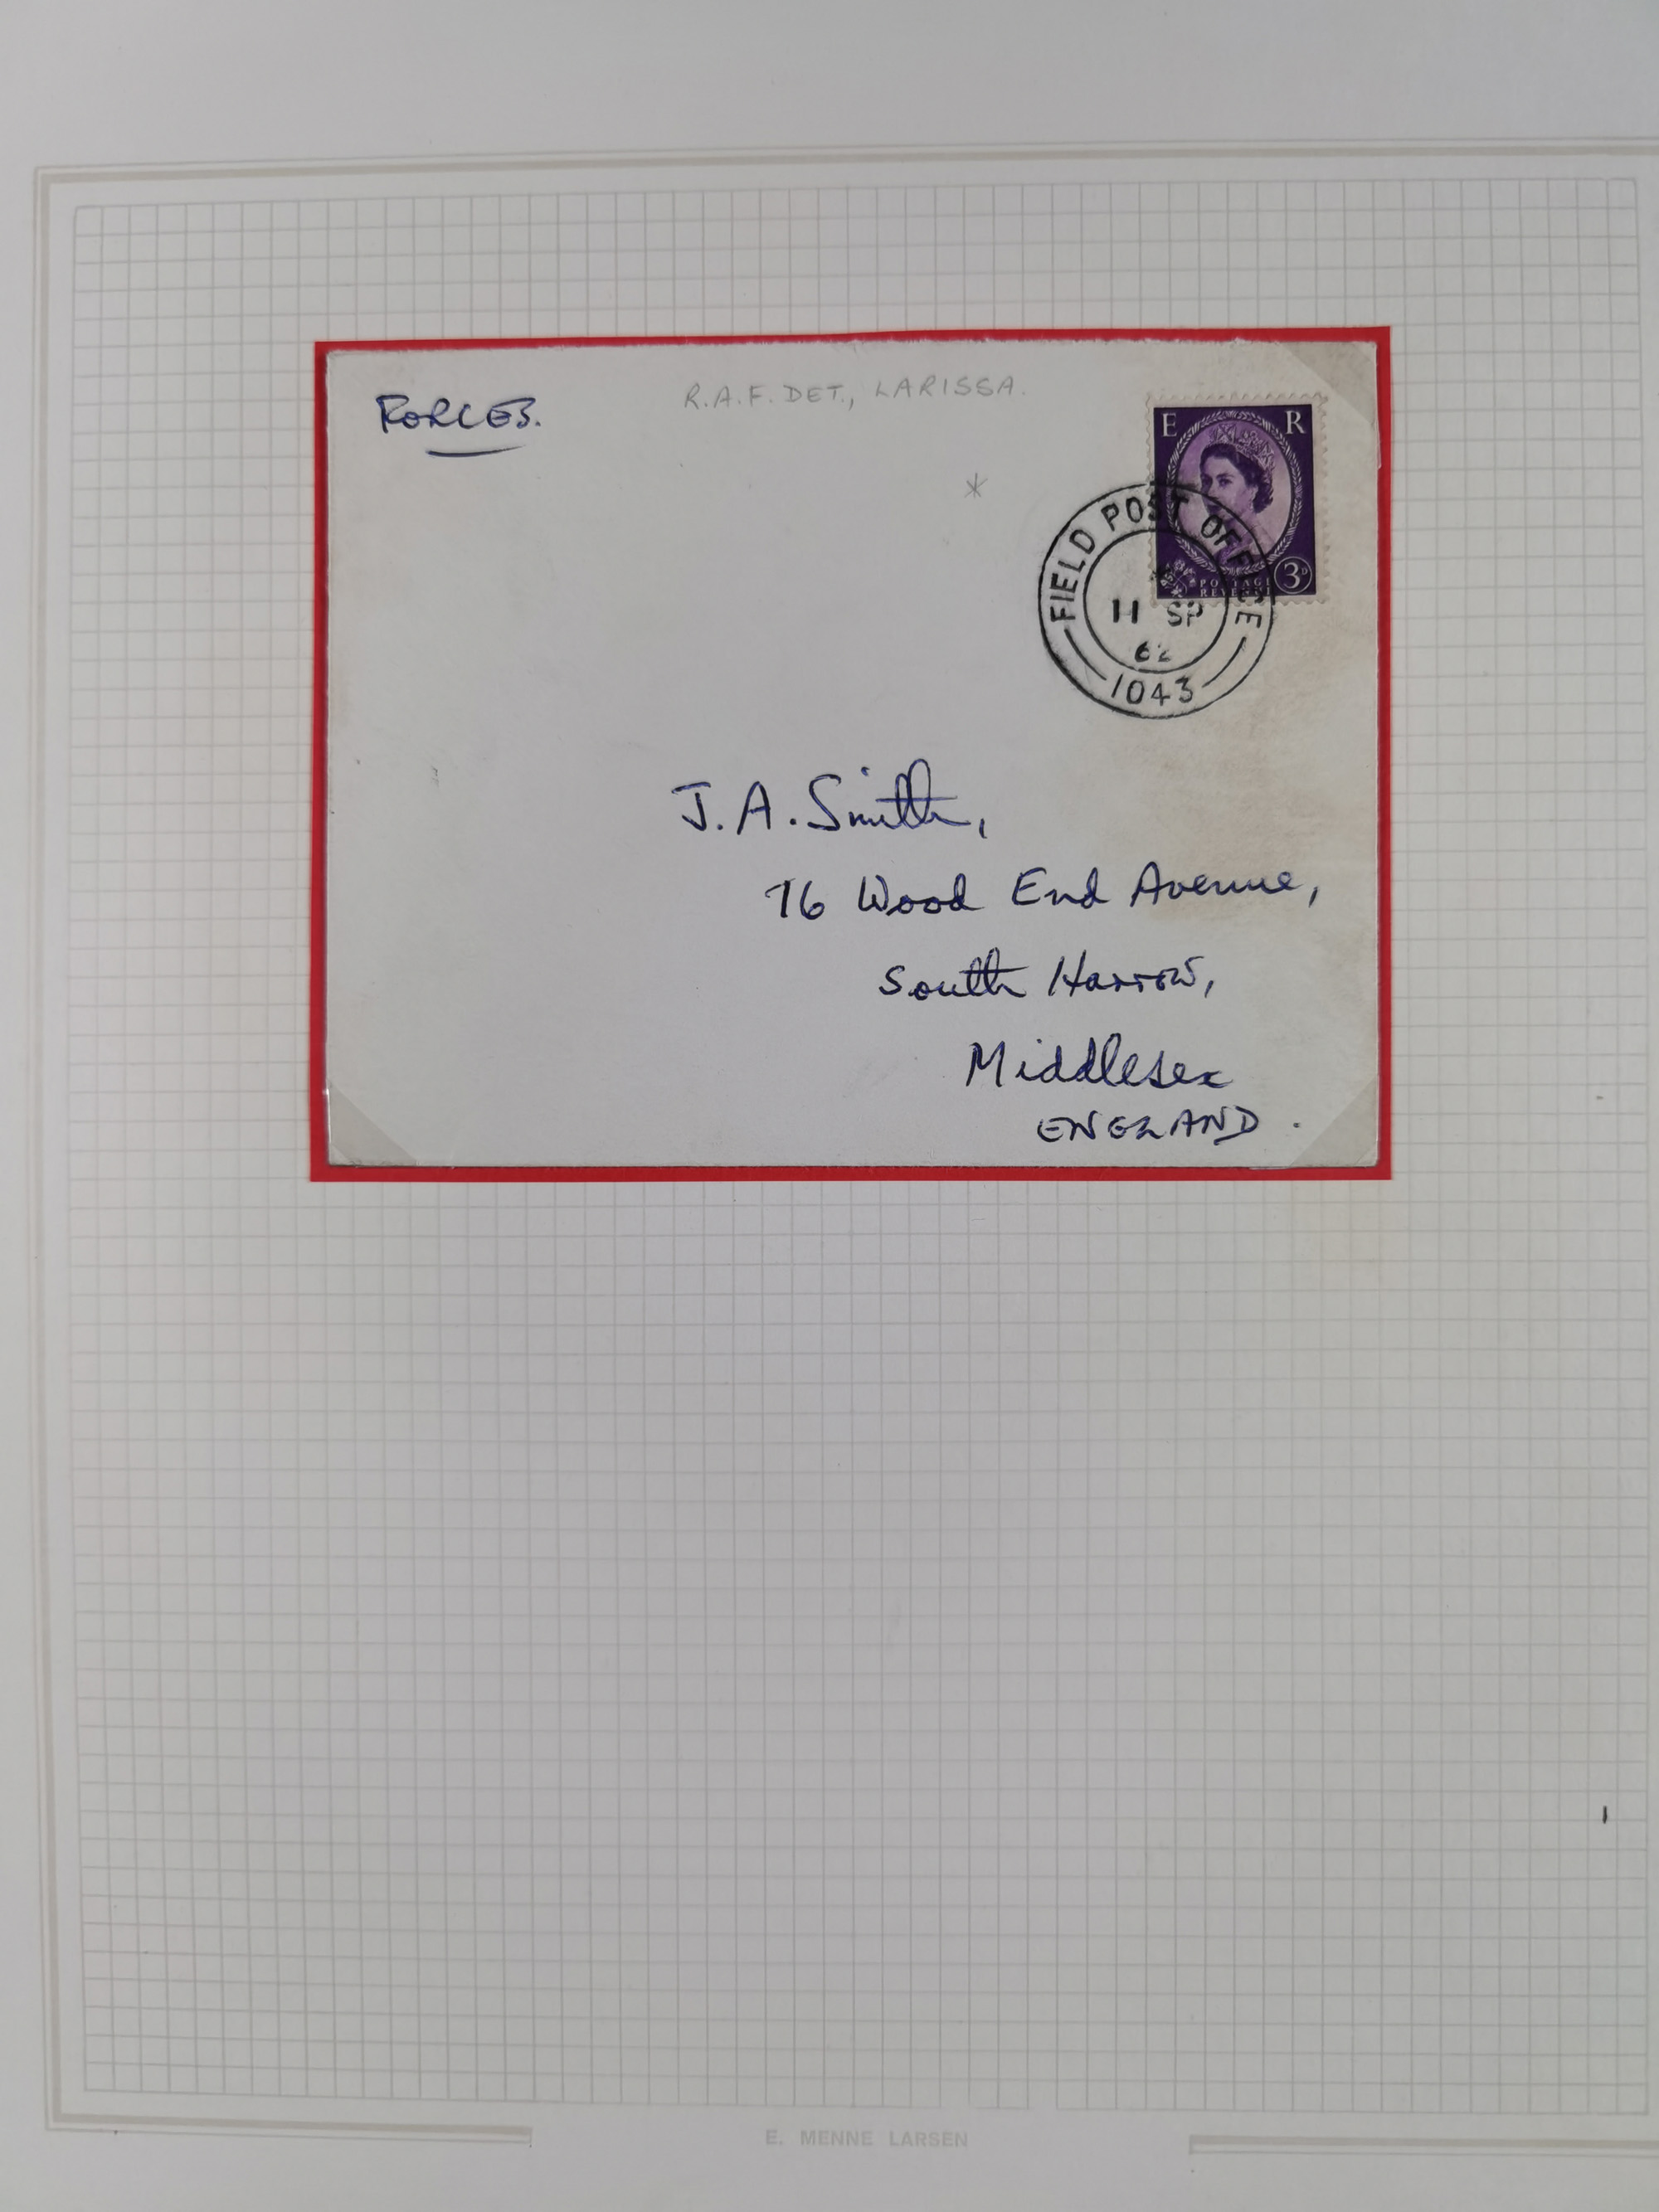 FORCES.
R.A.F. DET., LARISSA.
E R
POSTAGE
REVENUE
3D
FIELD POST OFFICE
11 SP
62
1043
J. A. Smith,
76 Wood End Avenue,
South Harrow,
Middlesex
ENGLAND.
E. MENNE LARSEN